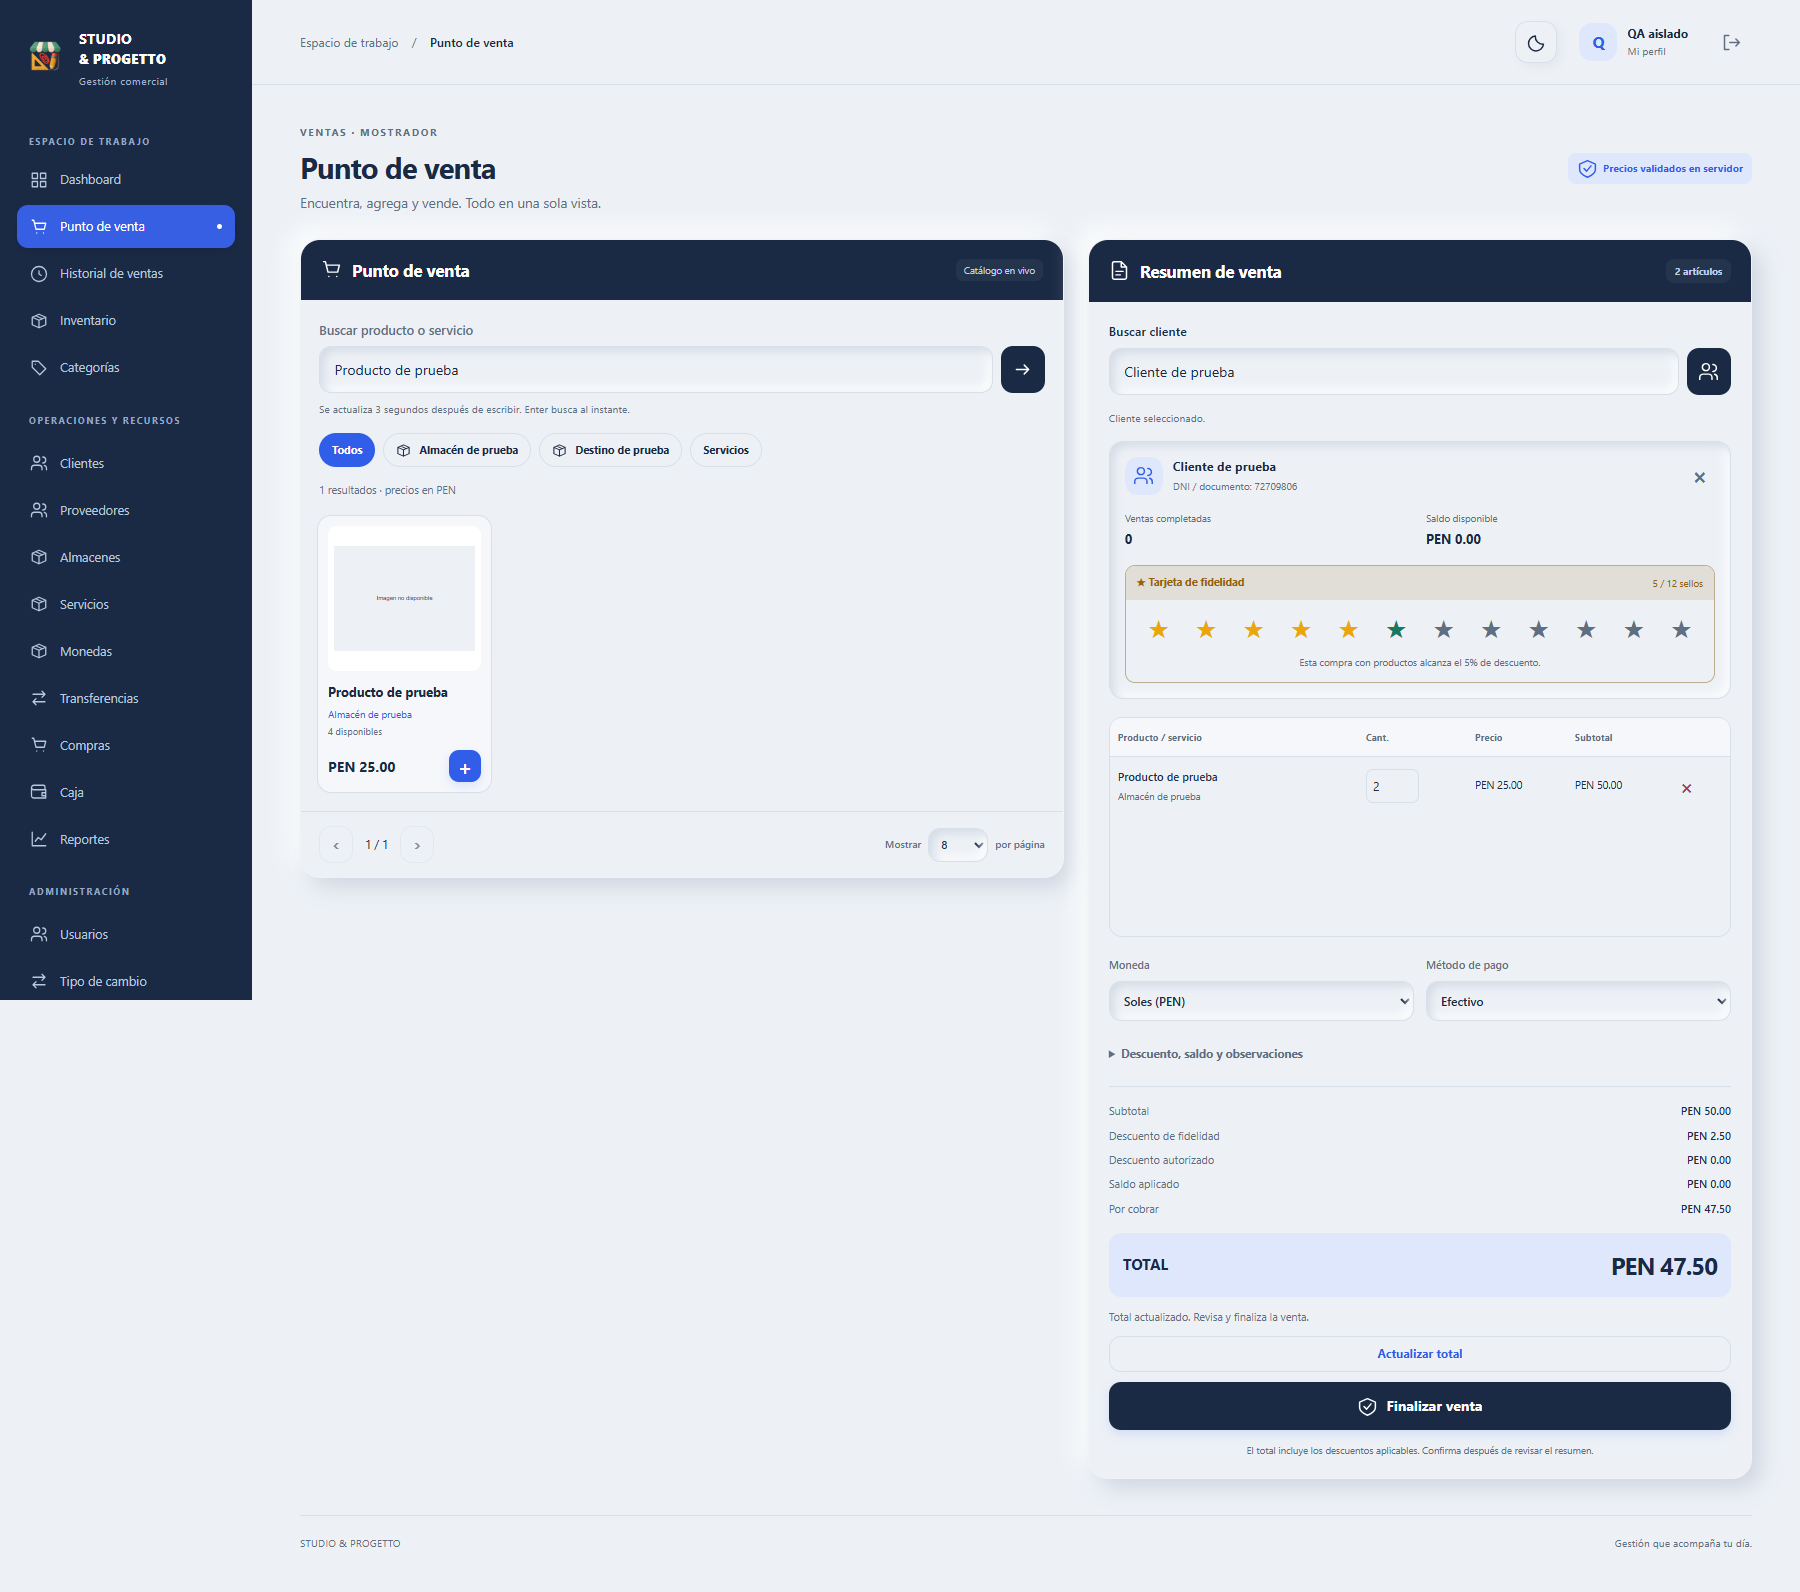 STUDIO
& PROGETTO
Gestión comercial
ESPACIO DE TRABAJO
Dashboard
Punto de venta
Historial de ventas
Inventario
Categorías
OPERACIONES Y RECURSOS
Clientes
Proveedores
Almacenes
Servicios
Monedas
Transferencias
Compras
Caja
Reportes
ADMINISTRACIÓN
Usuarios
Tipo de cambio
Espacio de trabajo / Punto de venta
Q
QA aislado
Mi perfil
VENTAS • MOSTRADOR
Punto de venta
Encuentra, agrega y vende. Todo en una sola vista.
Precios validados en servidor
Punto de venta
Catálogo en vivo
Buscar producto o servicio
Producto de prueba
Se actualiza 3 segundos después de escribir. Enter busca al instante.
Todos
Almacén de prueba
Destino de prueba
Servicios
1 resultados · precios en PEN
Imagen no disponible
Producto de prueba
Almacén de prueba
4 disponibles
PEN 25.00
+
‹ 1 / 1 ›
Mostrar 8 por página
Resumen de venta
2 artículos
Buscar cliente
Cliente de prueba
Cliente seleccionado.
Cliente de prueba
DNI / documento: 72709806
×
Ventas completadas
0
Saldo disponible
PEN 0.00
★ Tarjeta de fidelidad
5 / 12 sellos
★ ★ ★ ★ ★ ★ ★ ★ ★ ★ ★ ★
Esta compra con productos alcanza el 5% de descuento.
Producto / servicio Cant. Precio Subtotal
Producto de prueba
Almacén de prueba
2 PEN 25.00 PEN 50.00 ×
Moneda
Soles (PEN)
Método de pago
Efectivo
Descuento, saldo y observaciones
Subtotal PEN 50.00
Descuento de fidelidad PEN 2.50
Descuento autorizado PEN 0.00
Saldo aplicado PEN 0.00
Por cobrar PEN 47.50
TOTAL PEN 47.50
Total actualizado. Revisa y finaliza la venta.
Actualizar total
Finalizar venta
El total incluye los descuentos aplicables. Confirma después de revisar el resumen.
STUDIO & PROGETTO
Gestión que acompaña tu día.